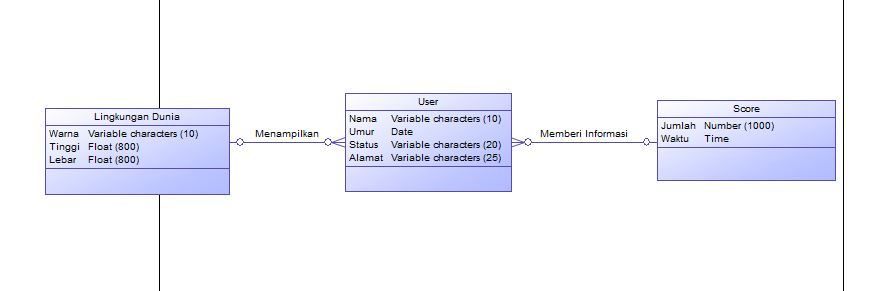 Lingkungan Dunia
Warna Variable characters (10)
Tinggi Float (800)
Lebar Float (800)
Menampilkan
User
Nama Variable characters (10)
Umur Date
Status Variable characters (20)
Alamat Variable characters (25)
Memberi Informasi
Score
Jumlah Number (1000)
Waktu Time